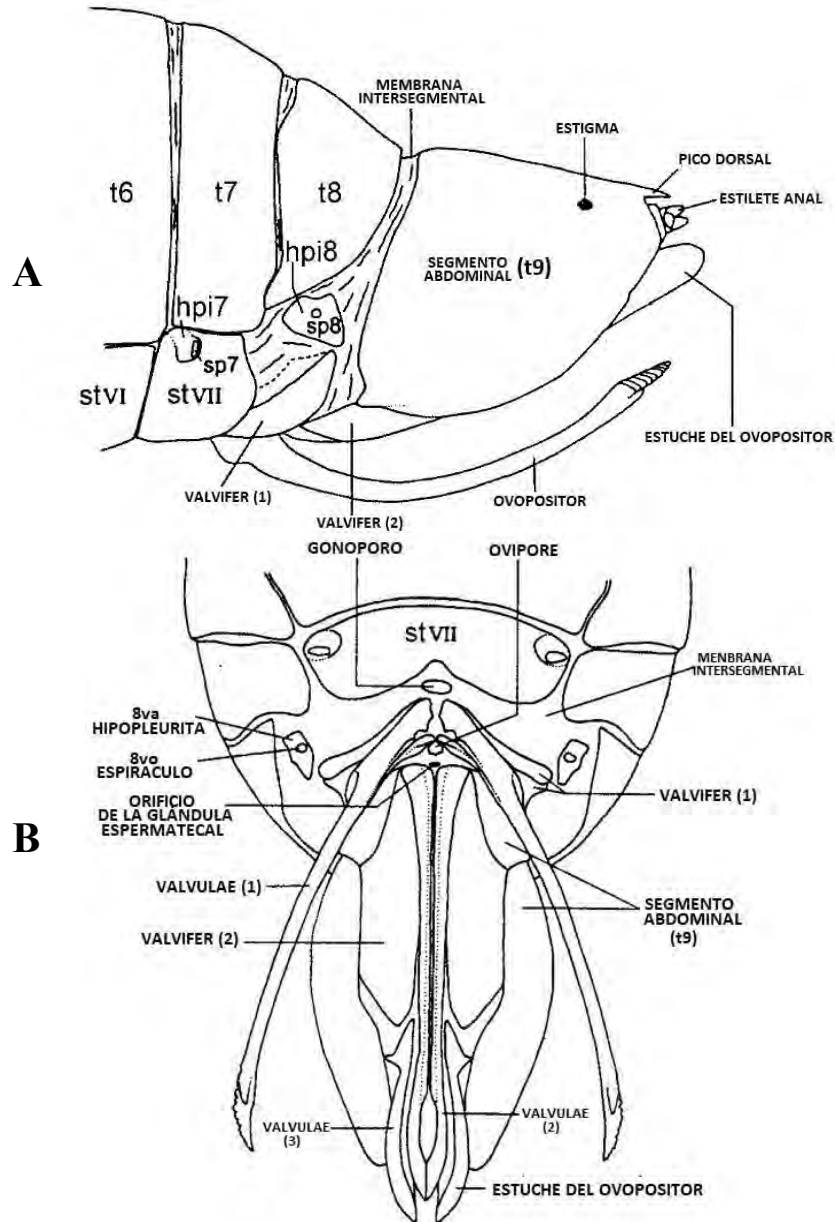 MEMBRANA
INTERSEGMENTAL
ESTIGMA
PICO DORSAL
ESTILETE ANAL
t6
t7
t8
A
hpi8
SEGMENTO
ABDOMINAL (t9)
hpi7
sp8
sp7
stVI
stVII
ESTUCHE DEL OVOPOSITOR
VALVIFER (1)
OVOPOSITOR
VALVIFER (2)
GONOPORO
OVIPORE
stVII
MENBRANA
INTERSEGMENTAL
8va
HIPOPLEURITA
8vo
ESPIRACULO
ORIFICIO
DE LA GLÁNDULA
ESPERMATECAL
VALVIFER (1)
B
VALVULAE (1)
SEGMENTO
ABDOMINAL
(t9)
VALVIFER (2)
VALVULAE
(3)
VALVULAE
(2)
ESTUCHE DEL OVOPOSITOR